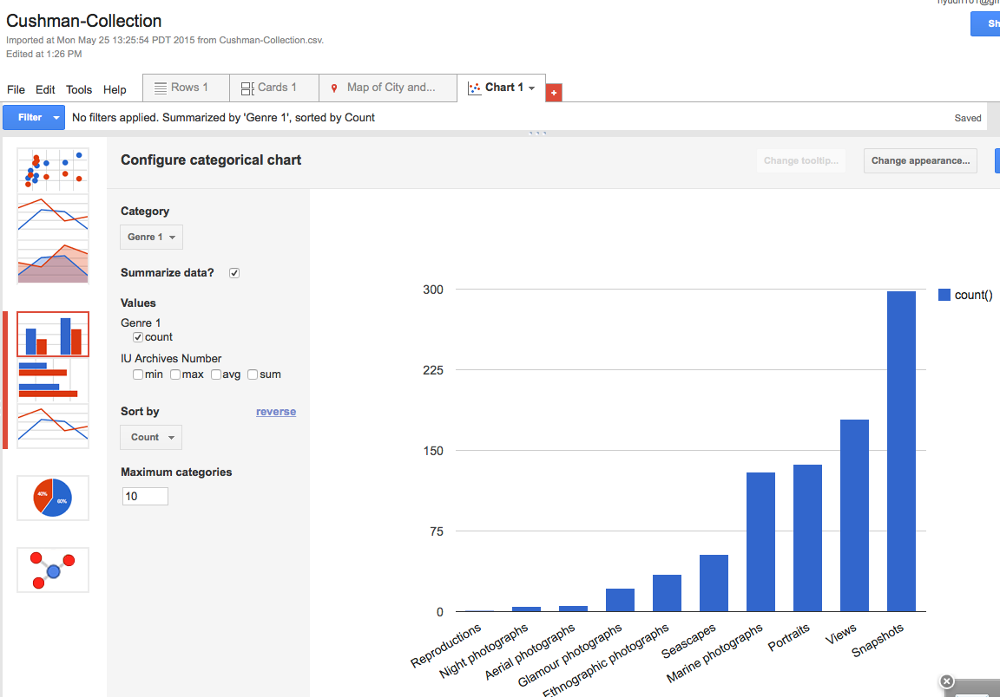 Cushman-Collection
Imported at Mon May 25 13:25:54 PDT 2015 from Cushman-Collection.csv.
Edited at 1:26 PM
File Edit Tools Help
Rows 1
Cards 1
Map of City and...
Chart 1
+
Filter
No filters applied. Summarized by 'Genre 1', sorted by Count
Saved
Configure categorical chart
Change tooltip...
Change appearance...
Category
Genre 1
Summarize data?
Values
Genre 1
count
IU Archives Number
min max avg sum
Sort by
reverse
Count
Maximum categories
10
40%
60%
300
225
150
75
0
count()
Reproductions
Night photographs
Aerial photographs
Glamour photographs
Ethnographic photographs
Seascapes
Marine photographs
Portraits
Views
Snapshots